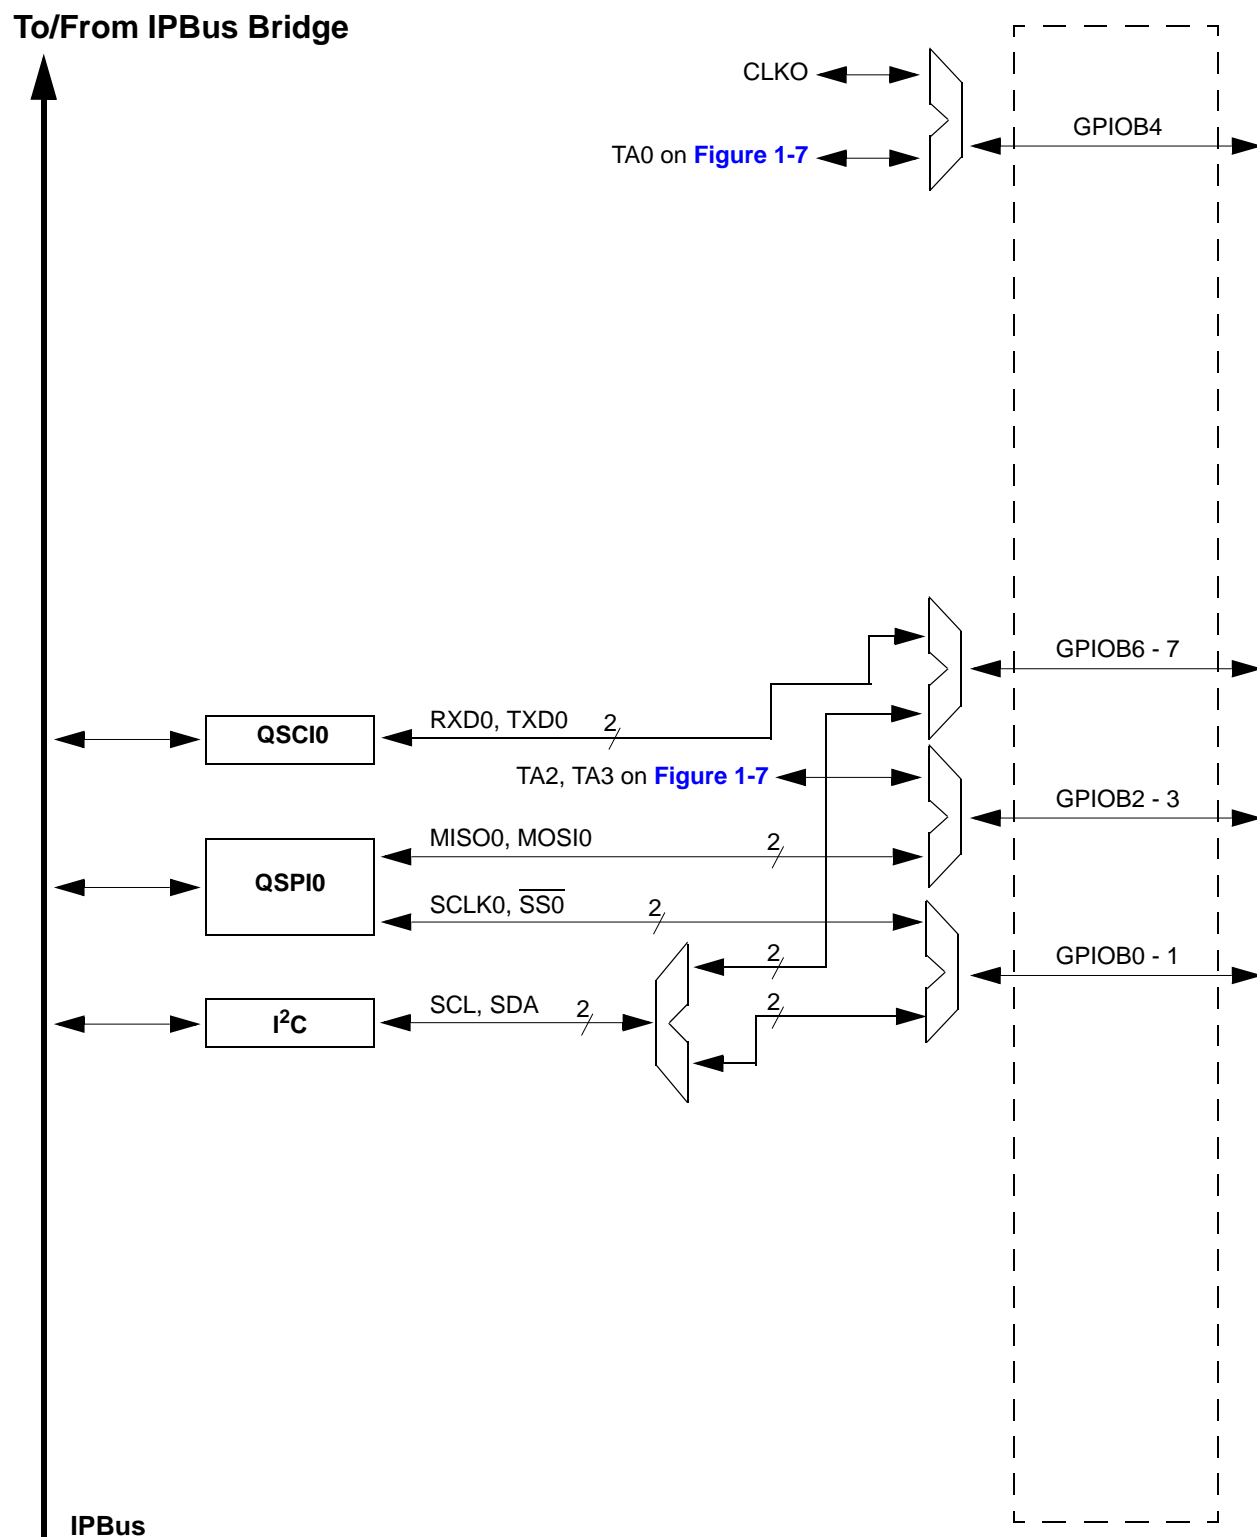 To/From IPBus Bridge
CLKO
GPIOB4
TA0 on Figure 1-7
GPIOB6 - 7
RXD0, TXD0 2
QSCI0
TA2, TA3 on Figure 1-7
GPIOB2 - 3
MISO0, MOSI0 2
QSPI0
SCLK0, SS0 2
2
GPIOB0 - 1
SCL, SDA 2
2
I²C
IPBus